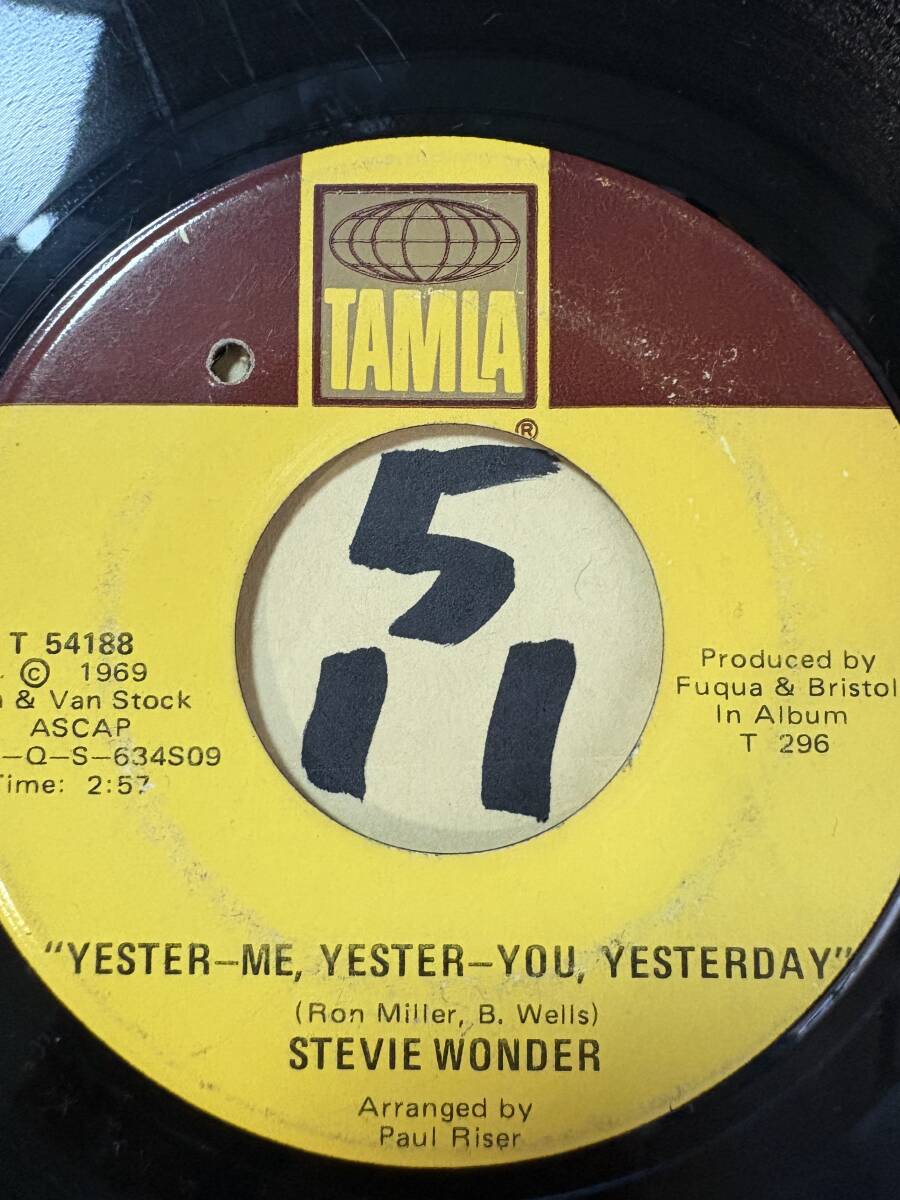 TAMLA
®
5
11
T 54188
© 1969
& Van Stock
ASCAP
-Q-S-634S09
Time: 2:57
Produced by
Fuqua & Bristol
In Album
T 296
"YESTER-ME, YESTER-YOU, YESTERDAY"
(Ron Miller, B. Wells)
STEVIE WONDER
Arranged by
Paul Riser